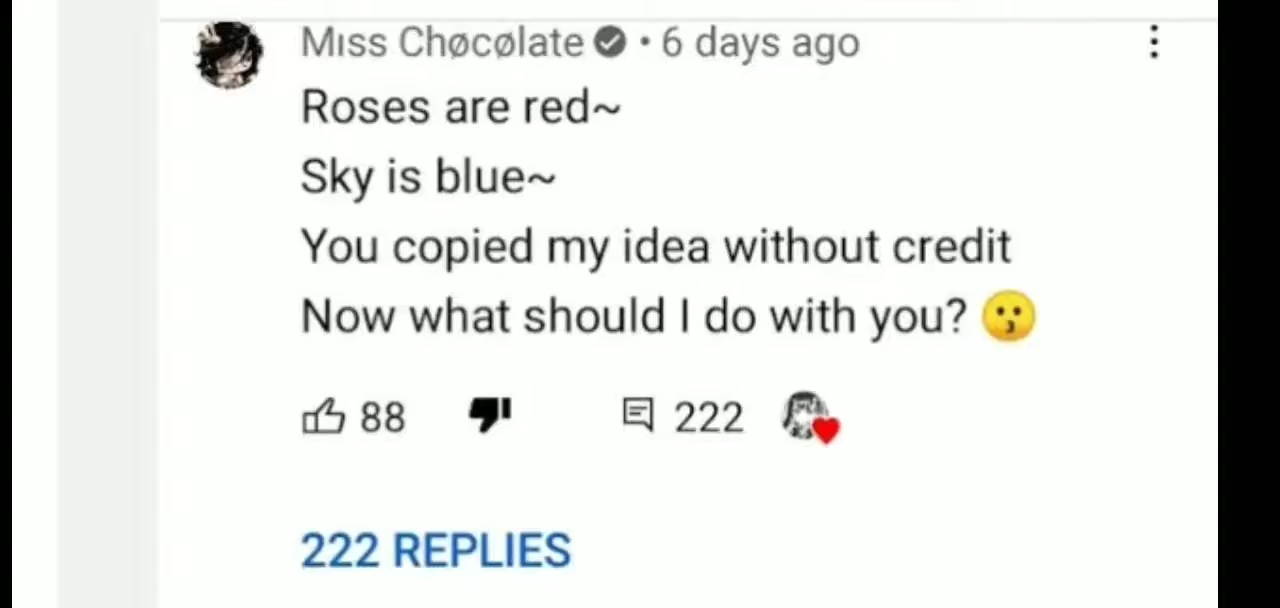 Mıss Chøcølate • 6 days ago
Roses are red~
Sky is blue~
You copied my idea without credit
Now what should I do with you? 😗
88 222
222 REPLIES